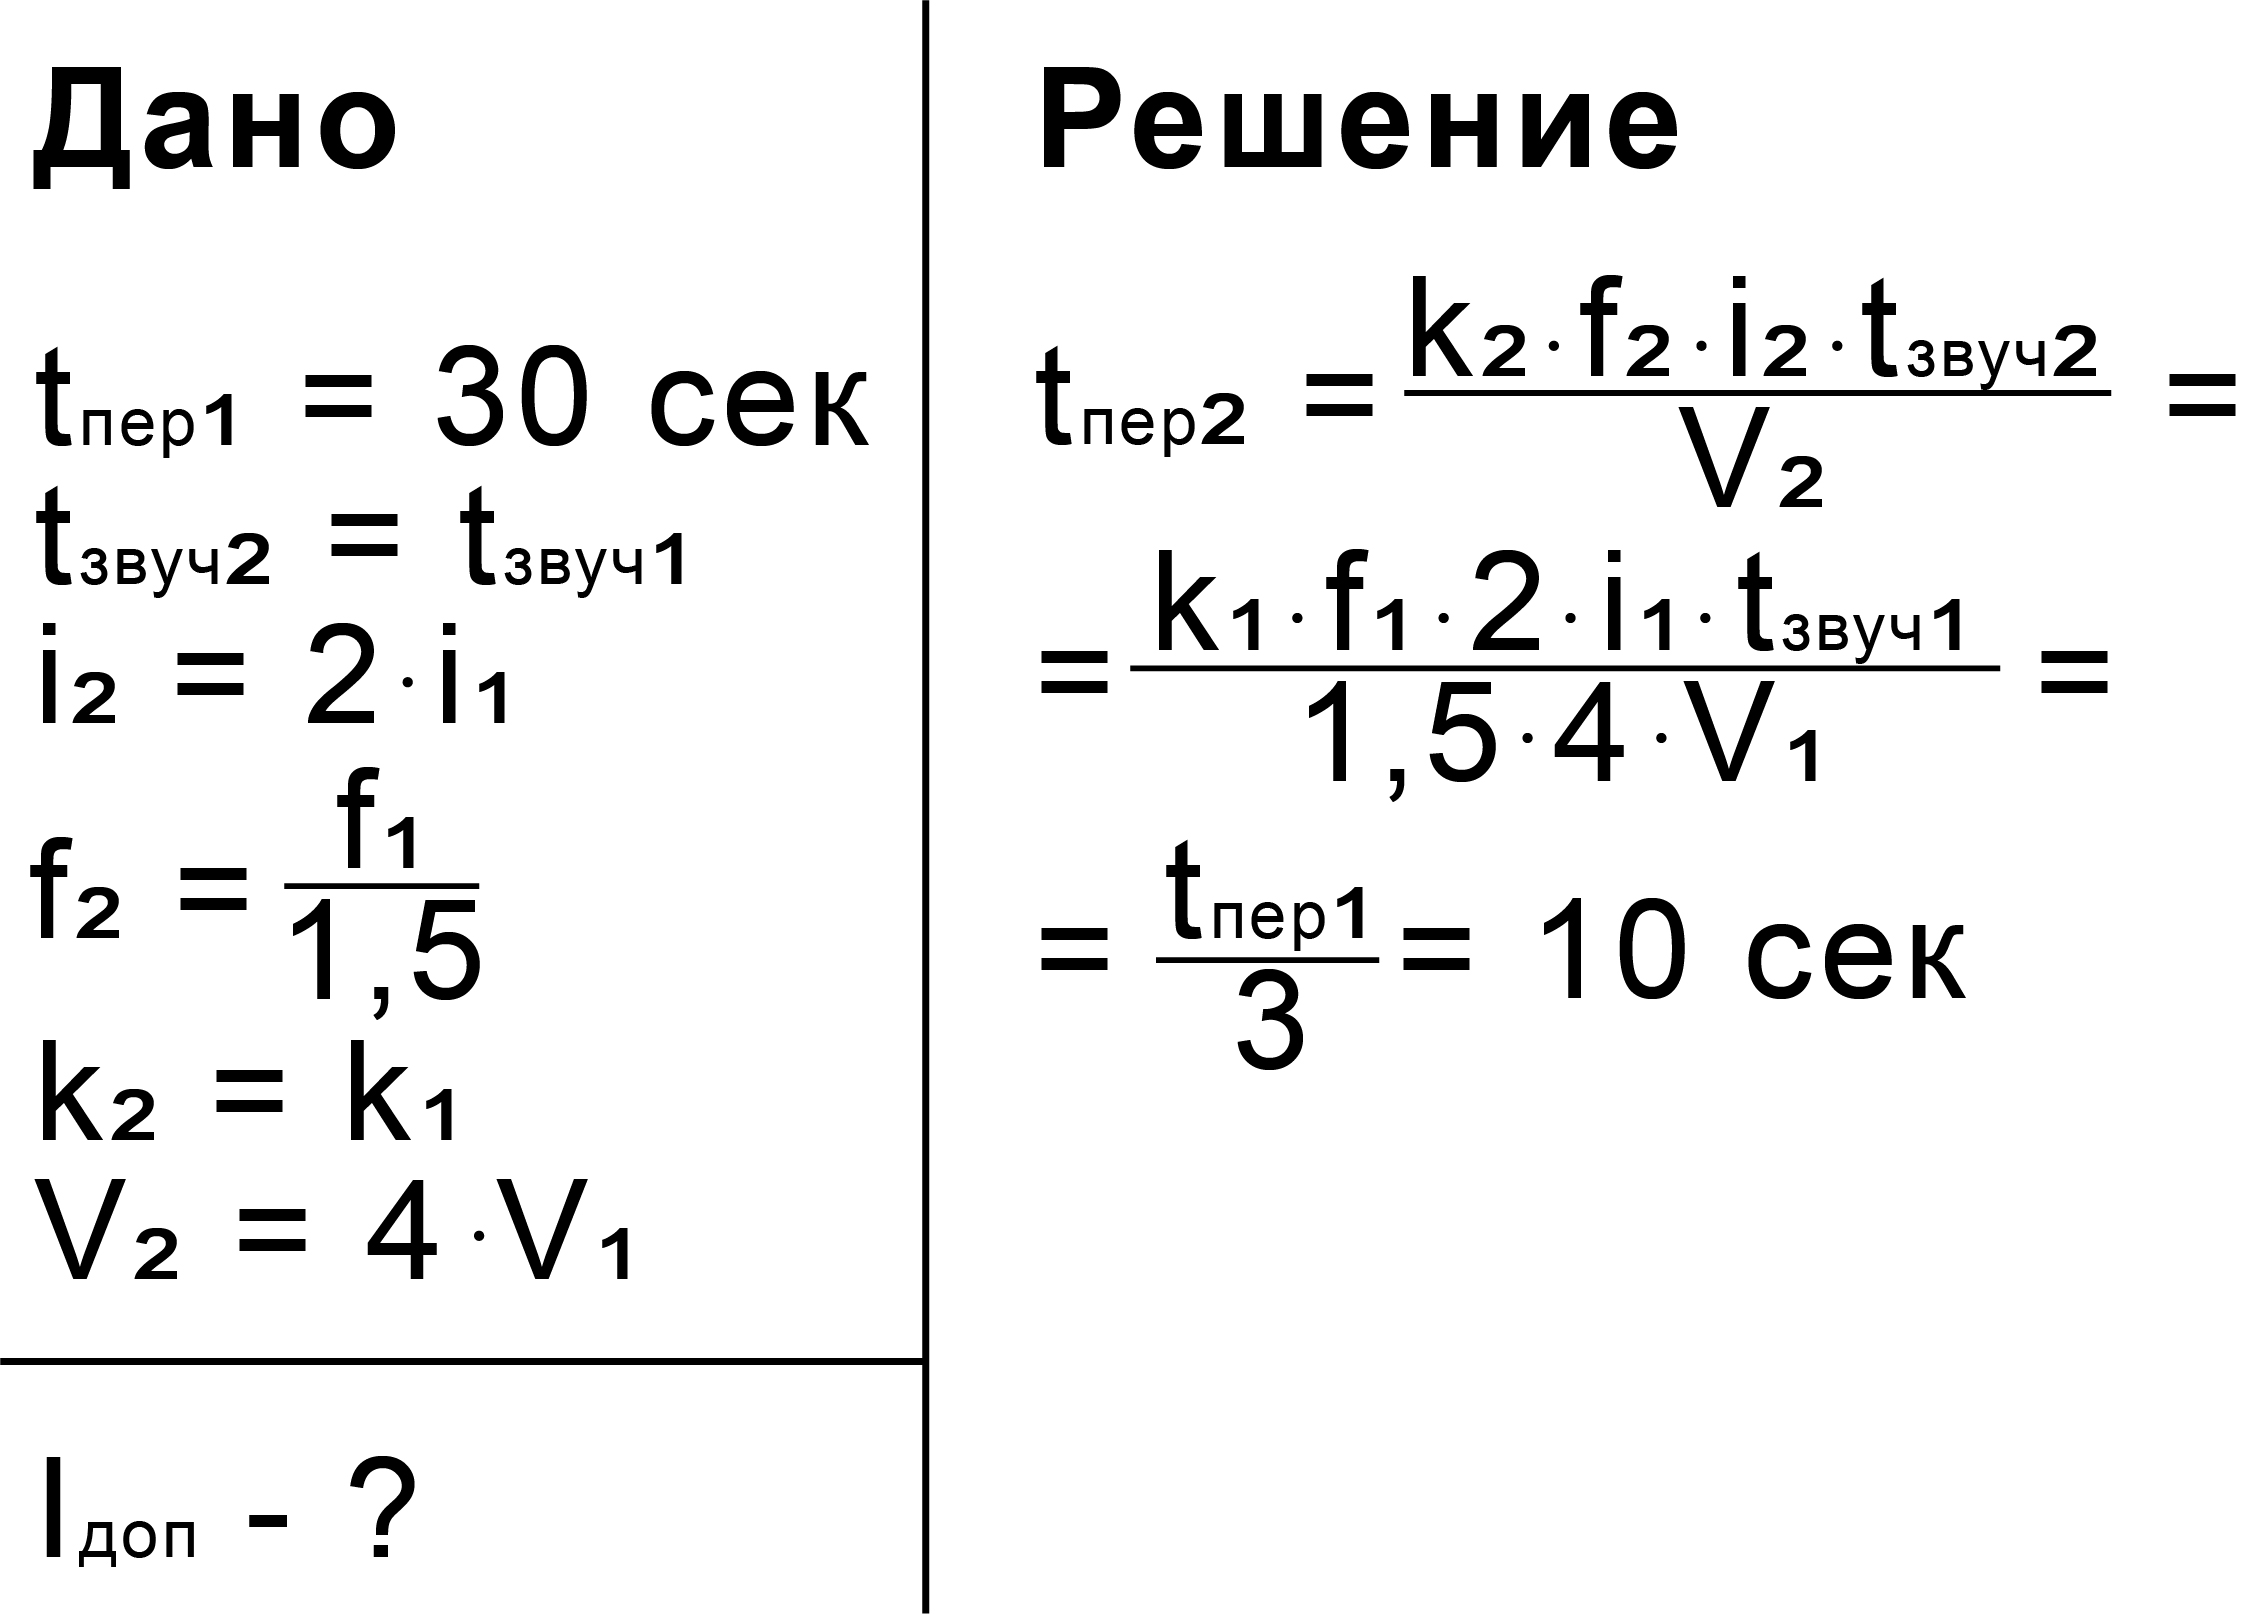 Дано
tпер1 = 30 сек
tзвуч2 = tзвуч1
i2 = 2·i1
f2 = f1/1,5
k2 = k1
V2 = 4·V1
Iдоп - ?
Решение
tпер2 = k2·f2·i2·tзвуч2/V2 =
= k1·f1·2·i1·tзвуч1/1,5·4·V1 =
= tпер1/3 = 10 сек